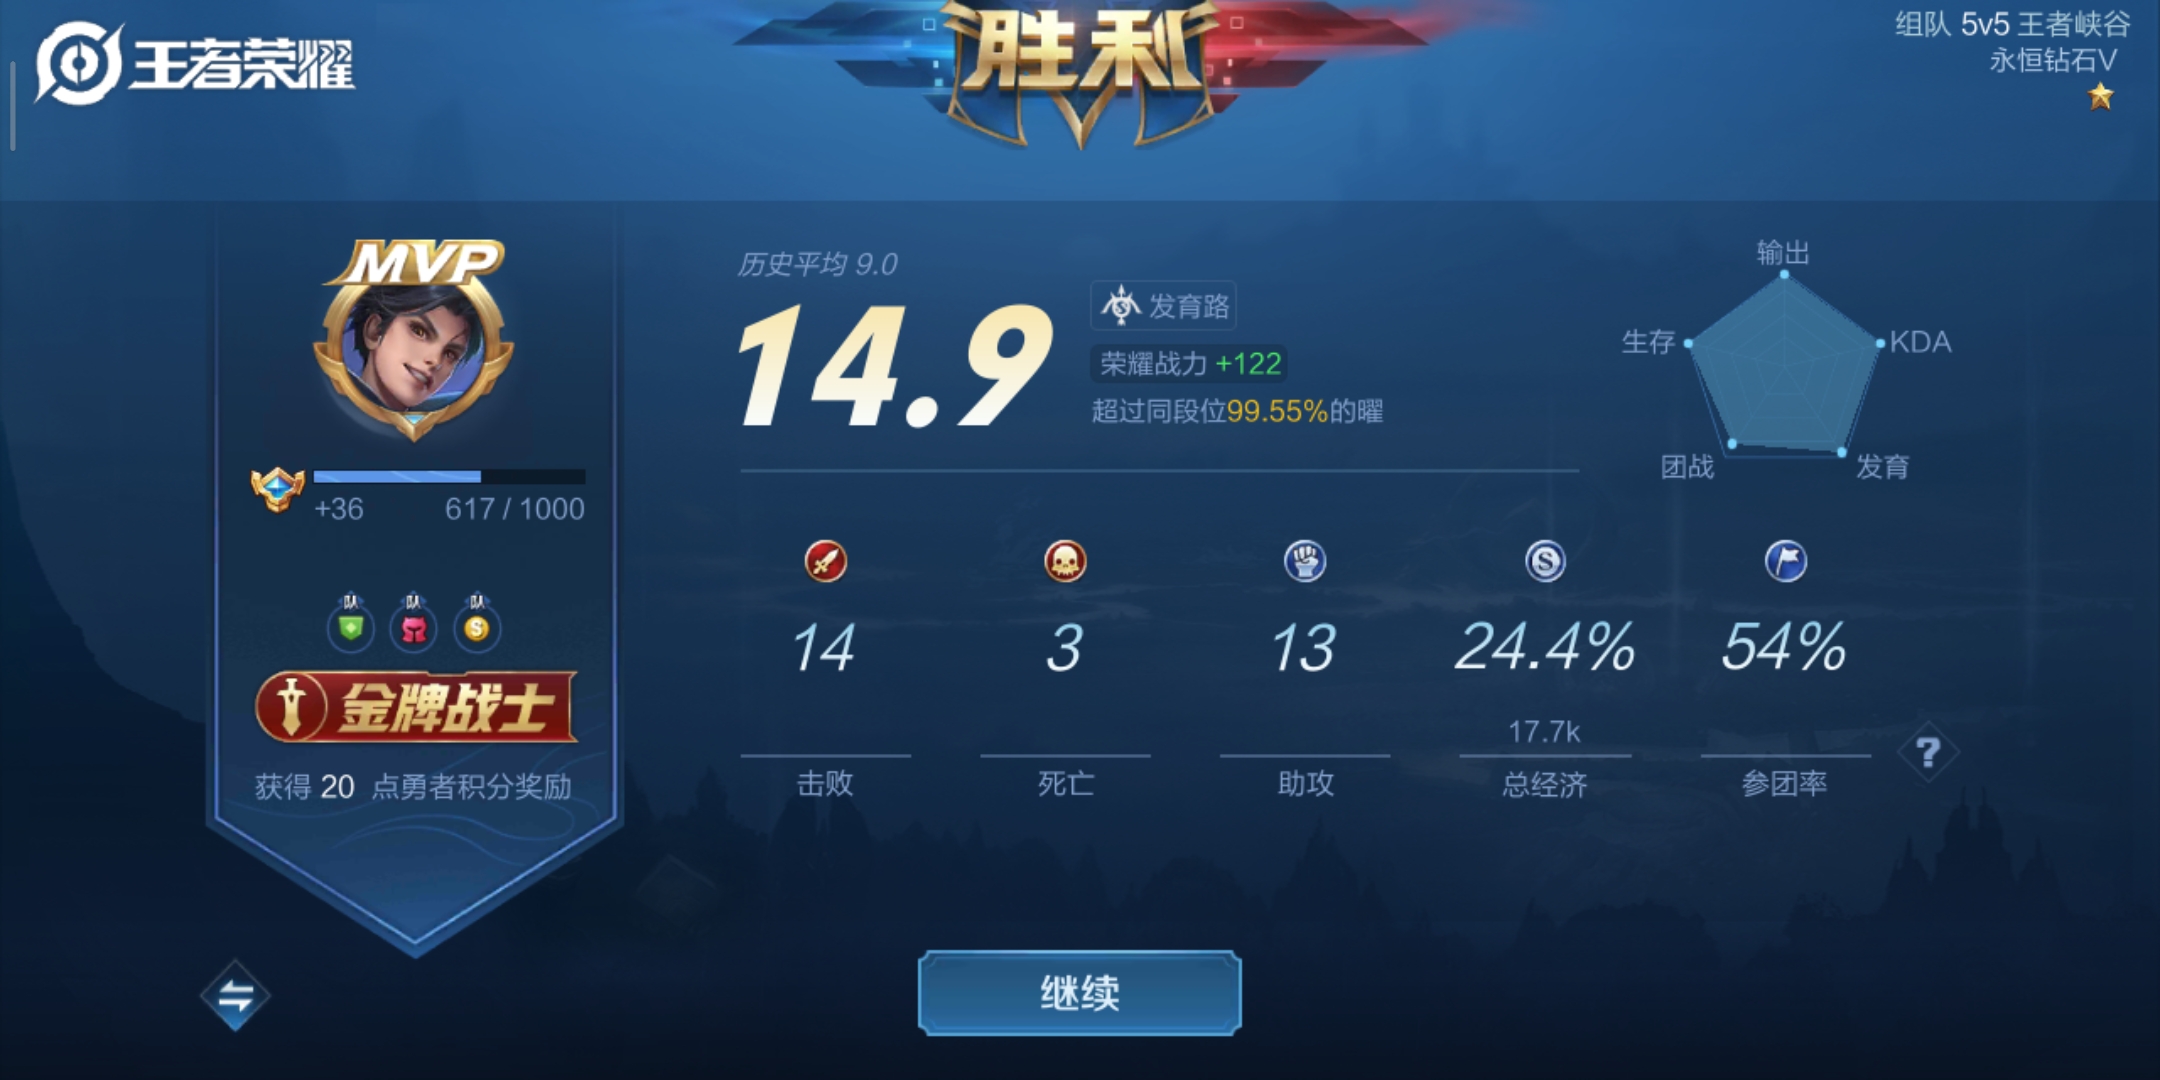 王者荣耀
胜利
组队 5v5 王者峡谷
永恒钻石V
MVP
+36
617 / 1000
队 队 队
金牌战士
获得 20 点勇者积分奖励
历史平均 9.0
14.9
发育路
荣耀战力 +122
超过同段位99.55%的曜
输出
生存
KDA
团战
发育
14
3
13
24.4%
54%
17.7k
击败
死亡
助攻
总经济
参团率
?
继续